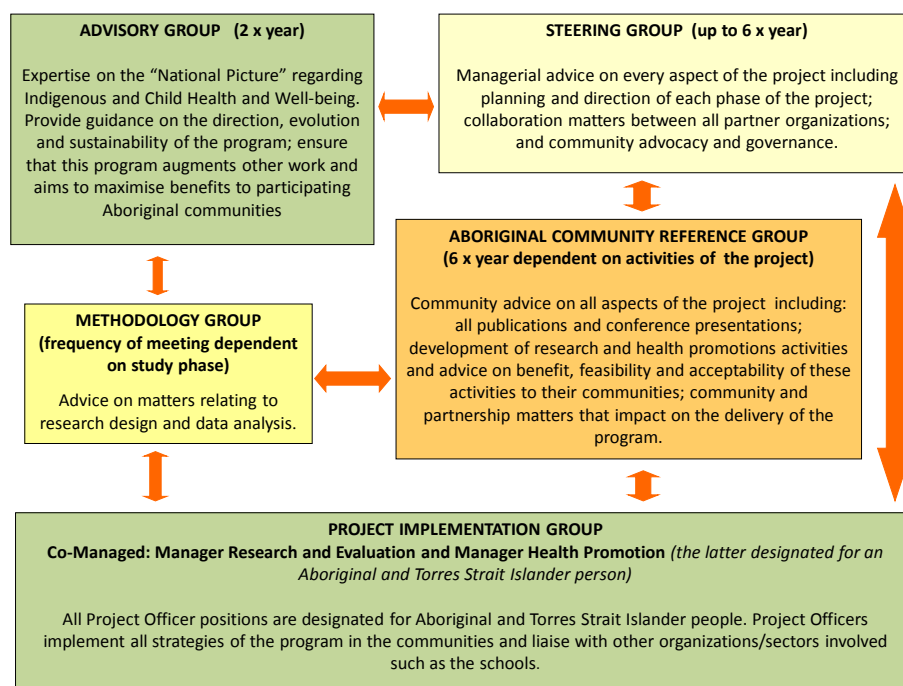 ADVISORY GROUP (2 x year)
Expertise on the “National Picture” regarding
Indigenous and Child Health and Well-being.
Provide guidance on the direction, evolution
and sustainability of the program; ensure
that this program augments other work and
aims to maximise benefits to participating
Aboriginal communities
STEERING GROUP (up to 6 x year)
Managerial advice on every aspect of the project including
planning and direction of each phase of the project;
collaboration matters between all partner organizations;
and community advocacy and governance.
ABORIGINAL COMMUNITY REFERENCE GROUP
(6 x year dependent on activities of the project)
Community advice on all aspects of the project including:
all publications and conference presentations;
development of research and health promotions activities
and advice on benefit, feasibility and acceptability of these
activities to their communities; community and
partnership matters that impact on the delivery of the
program.
METHODOLOGY GROUP
(frequency of meeting dependent
on study phase)
Advice on matters relating to
research design and data analysis.
PROJECT IMPLEMENTATION GROUP
Co-Managed: Manager Research and Evaluation and Manager Health Promotion (the latter designated for an
Aboriginal and Torres Strait Islander person)
All Project Officer positions are designated for Aboriginal and Torres Strait Islander people. Project Officers
implement all strategies of the program in the communities and liaise with other organizations/sectors involved
such as the schools.